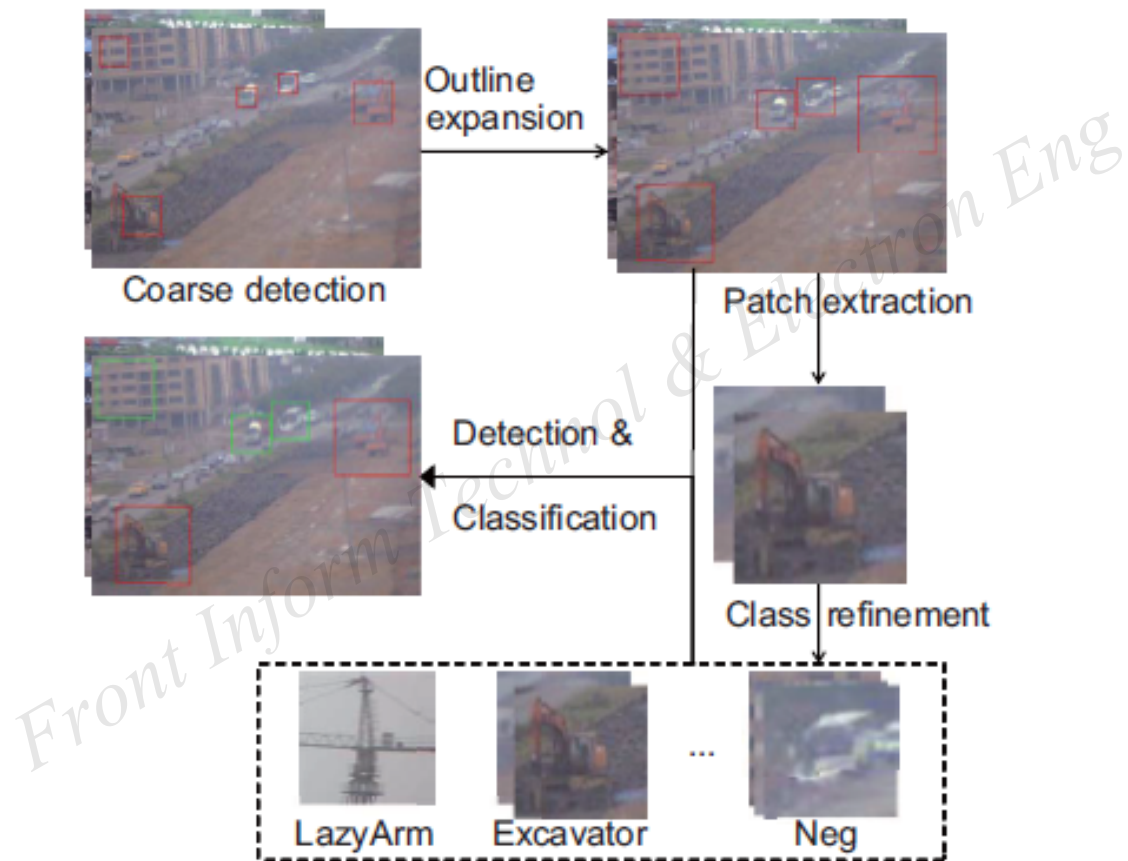 Outline
expansion
Coarse detection
Patch extraction
Detection &
Classification
Class refinement
LazyArm
Excavator
...
Neg
Front Inform Technol & Electron Eng